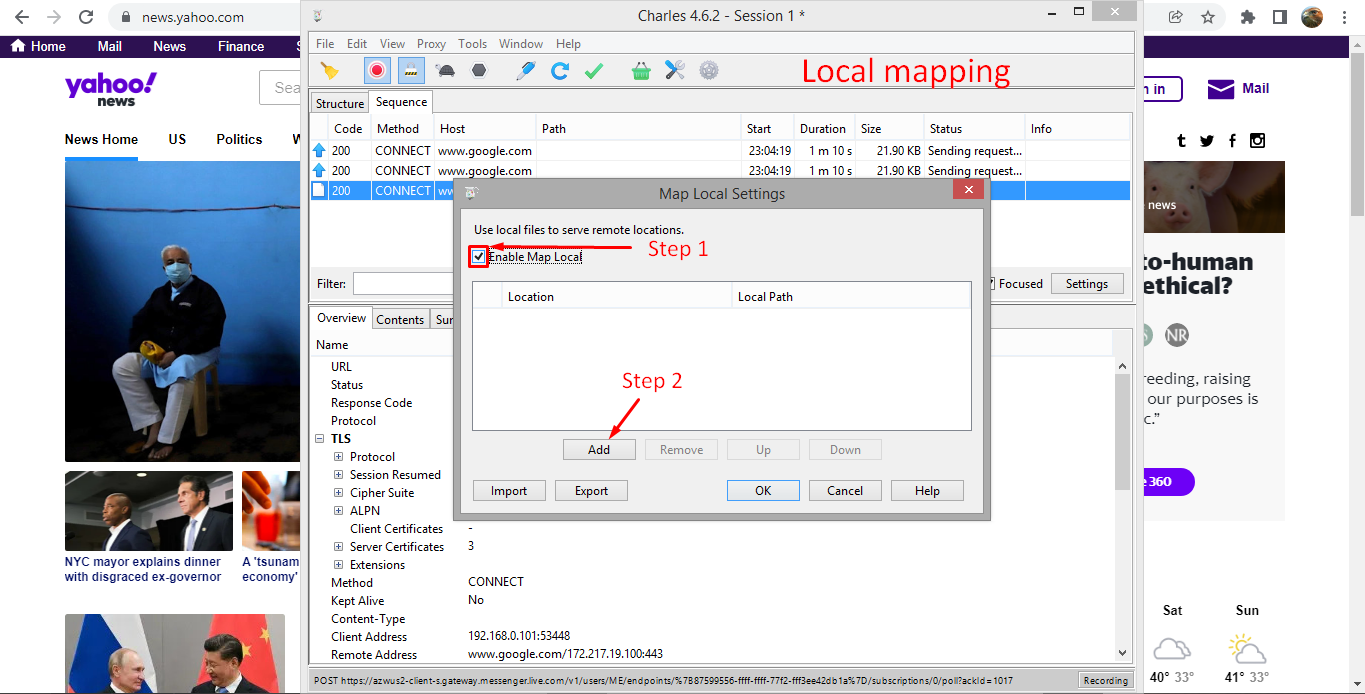 news.yahoo.com
Home Mail News Finance
yahoo!
news
Sea
News Home US Politics
NYC mayor explains dinner
with disgraced ex-governor
A 'tsunam
economy'
Charles 4.6.2 - Session 1 *
File Edit View Proxy Tools Window Help
Local mapping
Structure Sequence
Code Method Host Path Start Duration Size Status Info
200 CONNECT www.google.com 23:04:19 1 m 10 s 21.90 KB Sending request...
200 CONNECT www.google.com 23:04:19 1 m 10 s 21.90 KB Sending request...
200 CONNECT
Filter: Focused Settings
Overview Contents
Name
URL
Status
Response Code
Protocol
TLS
Protocol
Session Resumed
Cipher Suite
ALPN
Client Certificates -
Server Certificates 3
Extensions
Method CONNECT
Kept Alive No
Content-Type
Client Address 192.168.0.101:53448
Remote Address www.google.com/172.217.19.100:443
POST https://azwus2-client-s.gateway.messenger.live.com/v1/users/ME/endpoints/%7B87599556-ffff-ffff-77f2-fff3ee42db1a%7D/subscriptions/0/poll?ackId=1017 Recording
Map Local Settings
Use local files to serve remote locations.
Enable Map Local
Step 1
Location Local Path
Step 2
Add Remove Up Down
Import Export OK Cancel Help
in Mail
news
to-human
ethical?
NR
reeding, raising
our purposes is
c.”
360
Sat Sun
40° 33° 41° 33°